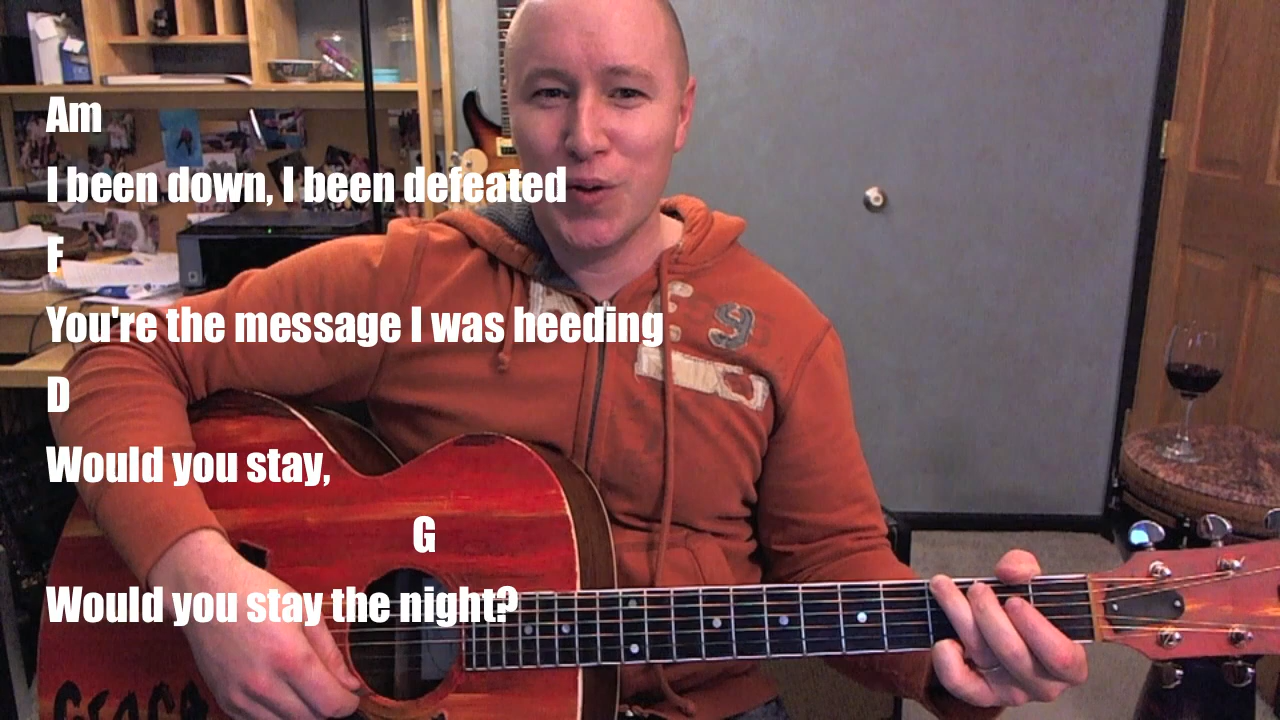 Am
I been down, I been defeated
F
You're the message I was heeding
D
Would you stay,
G
Would you stay the night?
9